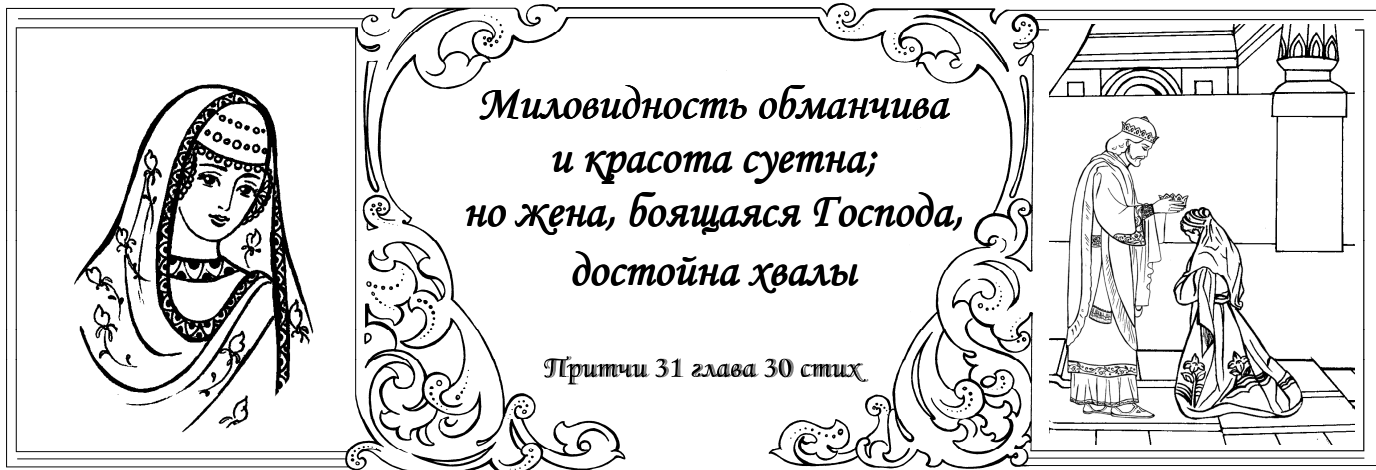 Миловидность обманчива
и красота суетна;
но жена, боящаяся Господа,
достойна хвалы
Притчи 31 глава 30 стих